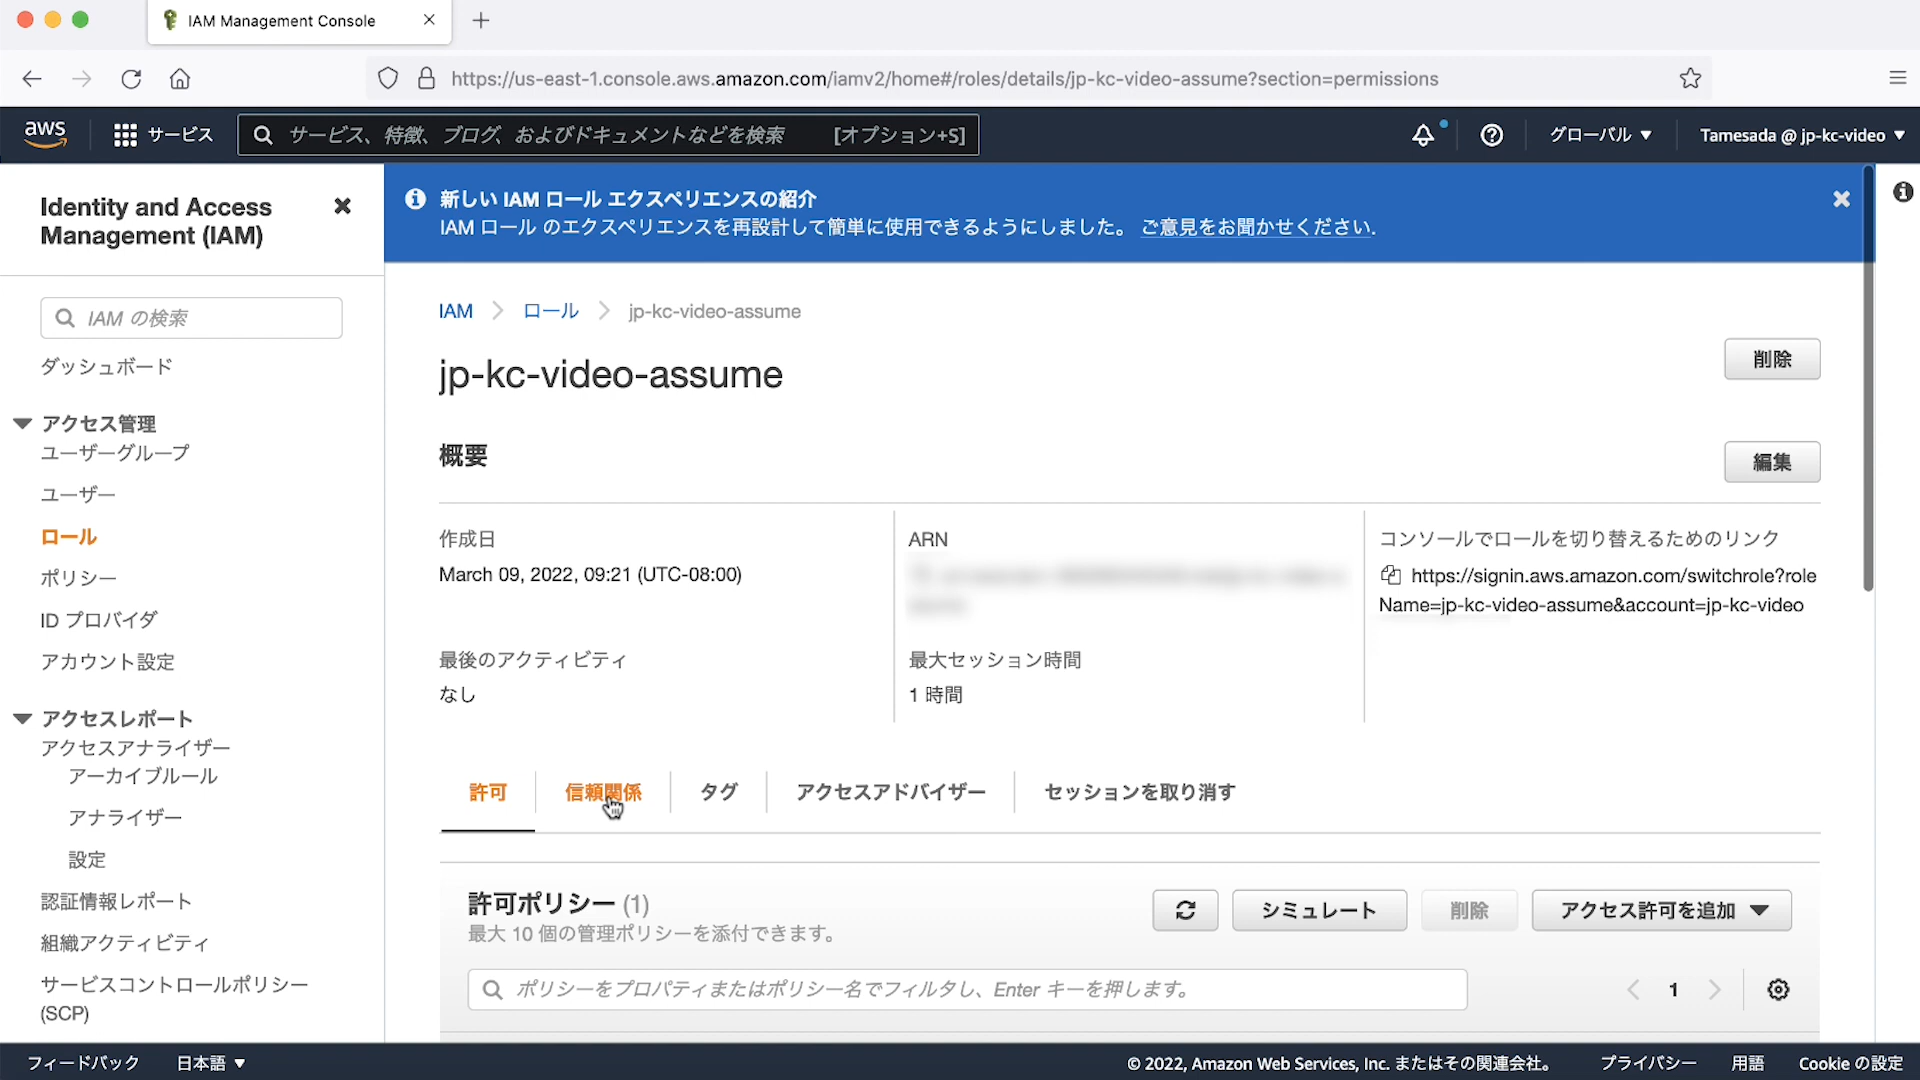 IAM Management Console
https://us-east-1.console.aws.amazon.com/iamv2/home#/roles/details/jp-kc-video-assume?section=permissions
aws
サービス
サービス、特徴、ブログ、およびドキュメントなどを検索
[オプション+S]
グローバル
Tamesada @ jp-kc-video
Identity and Access
Management (IAM)
IAM の検索
ダッシュボード
アクセス管理
ユーザーグループ
ユーザー
ロール
ポリシー
ID プロバイダ
アカウント設定
アクセスレポート
アクセスアナライザー
アーカイブルール
アナライザー
設定
認証情報レポート
組織アクティビティ
サービスコントロールポリシー
(SCP)
新しい IAM ロール エクスペリエンスの紹介
IAM ロール のエクスペリエンスを再設計して簡単に使用できるようにしました。 ご意見をお聞かせください.
IAM
ロール
jp-kc-video-assume
jp-kc-video-assume
削除
概要
編集
作成日
March 09, 2022, 09:21 (UTC-08:00)
ARN
コンソールでロールを切り替えるためのリンク
https://signin.aws.amazon.com/switchrole?role
Name=jp-kc-video-assume&account=jp-kc-video
最後のアクティビティ
なし
最大セッション時間
1 時間
許可
信頼関係
タグ
アクセスアドバイザー
セッションを取り消す
許可ポリシー (1)
最大 10 個の管理ポリシーを添付できます。
シミュレート
削除
アクセス許可を追加
ポリシーをプロパティまたはポリシー名でフィルタし、Enter キーを押します。
1
フィードバック
日本語
© 2022, Amazon Web Services, Inc. またはその関連会社。
プライバシー
用語
Cookie の設定